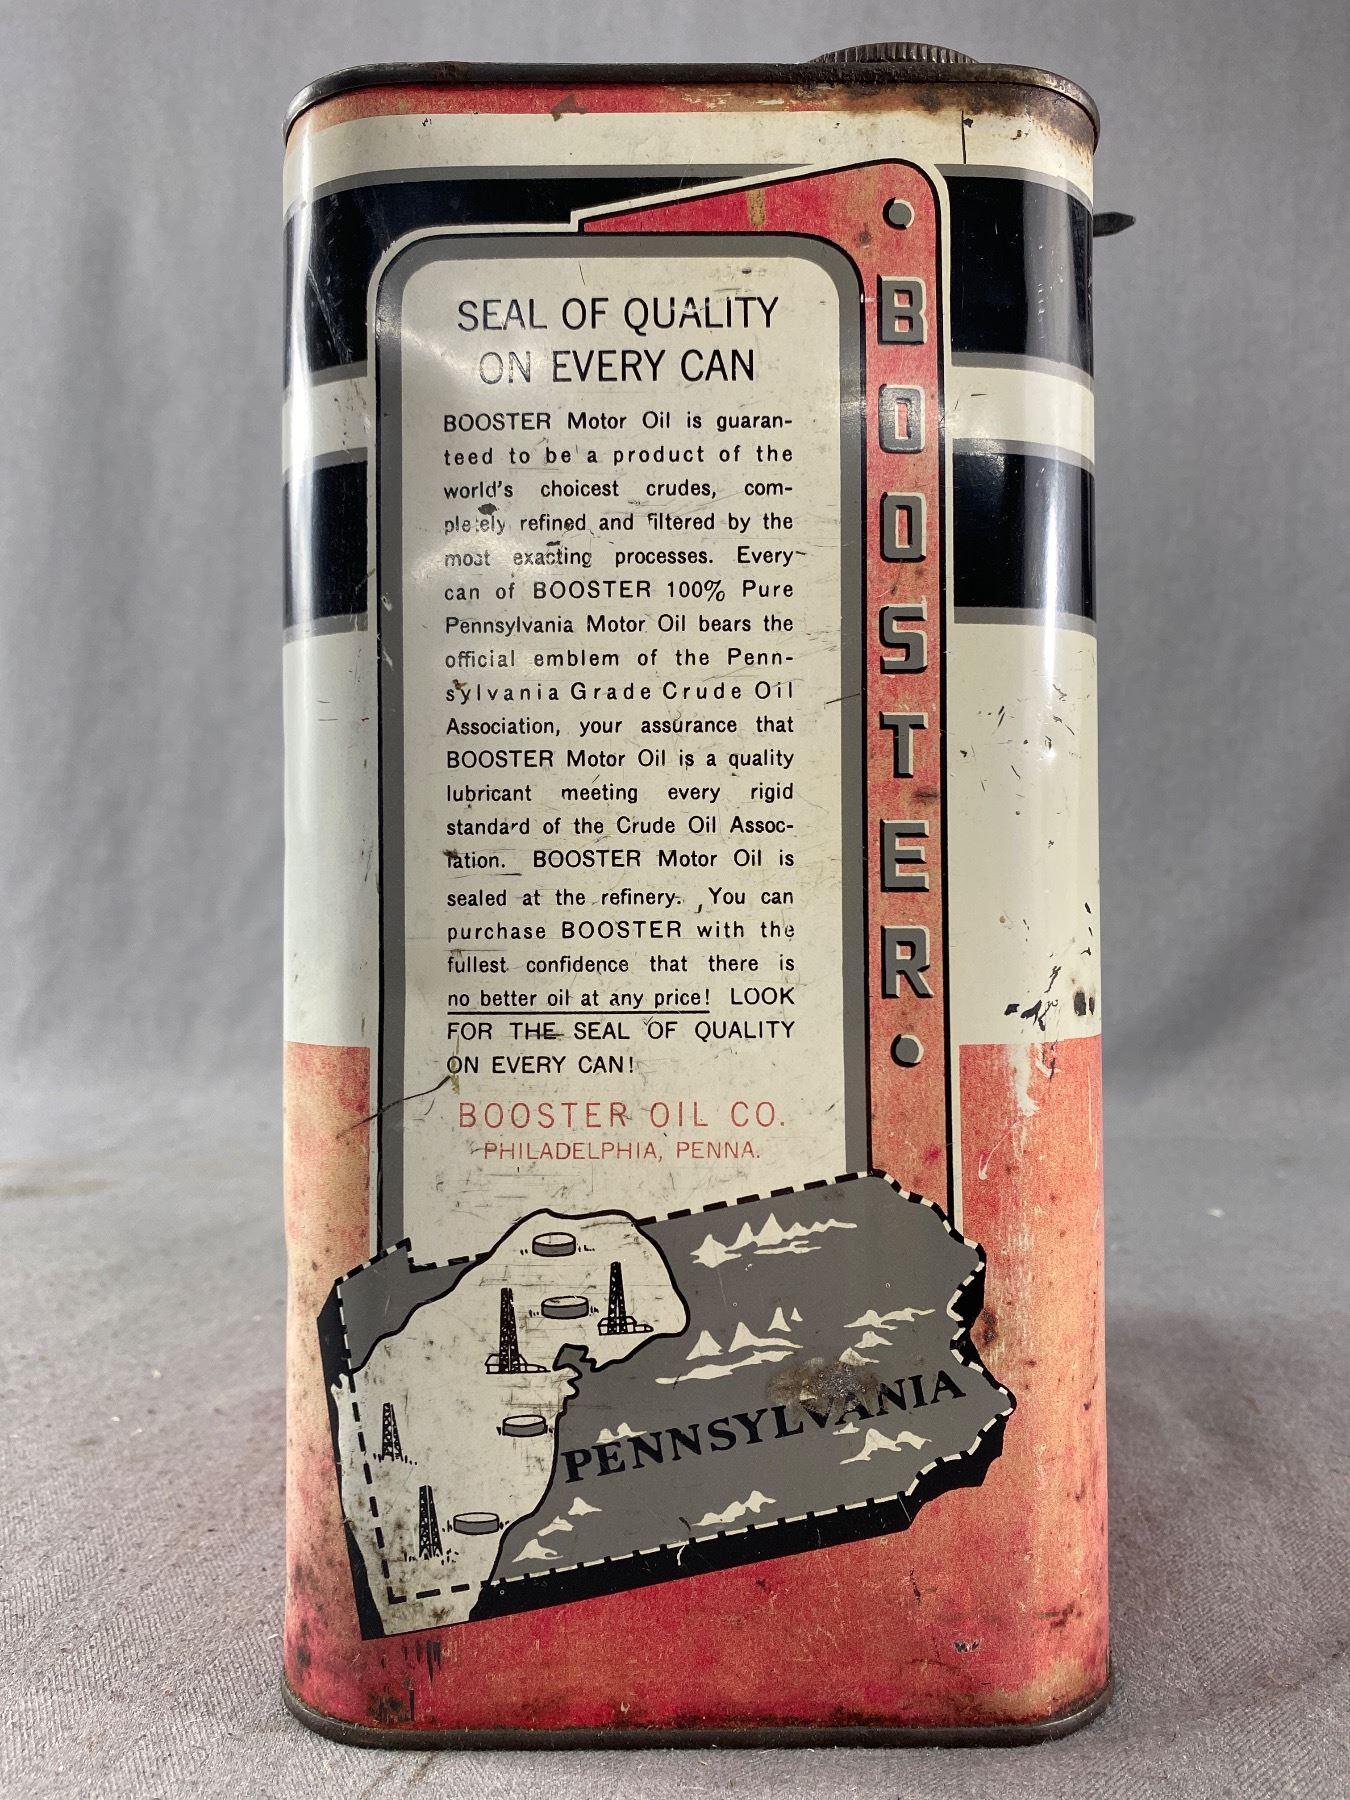 SEAL OF QUALITY
ON EVERY CAN
BOOSTER Motor Oil is guaran-
teed to be a product of the
world's choicest crudes, com-
pletely refined and filtered by the
most exacting processes. Every
can of BOOSTER 100% Pure
Pennsylvania Motor Oil bears the
official emblem of the Penn-
sylvania Grade Crude Oil
Association, your assurance that
BOOSTER Motor Oil is a quality
lubricant meeting every rigid
standard of the Crude Oil Assoc-
iation. BOOSTER Motor Oil is
sealed at the refinery. You can
purchase BOOSTER with the
fullest confidence that there is
no better oil at any price! LOOK
FOR THE SEAL OF QUALITY
ON EVERY CAN!
BOOSTER OIL CO.
PHILADELPHIA, PENNA.
• BOOSTER •
PENNSYLVANIA